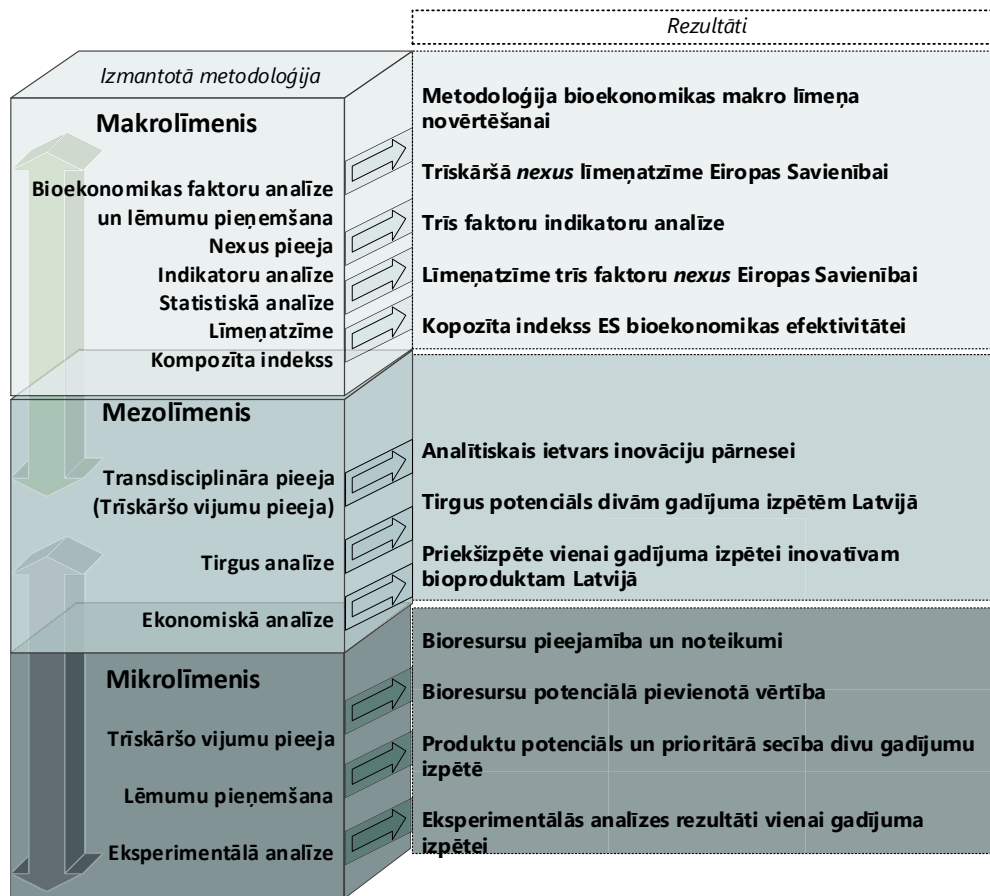 Rezultāti
Izmantotā metodoloģija
Makrolīmenis
Bioekonomikas faktoru analīze
un lēmumu pieņemšana
Nexus pieeja
Indikatoru analīze
Statistiskā analīze
Līmeņatzīme
Kompozīta indekss
Metodoloģija bioekonomikas makro līmeņa
novērtēšanai
Trīskāršā nexus līmeņatzīme Eiropas Savienībai
Trīs faktoru indikatoru analīze
Līmeņatzīme trīs faktoru nexus Eiropas Savienībai
Kopozīta indekss ES bioekonomikas efektivitātei
Mezolīmenis
Transdisciplināra pieeja
(Trīskāršo vijumu pieeja)
Tirgus analīze
Ekonomiskā analīze
Analītiskais ietvars inovāciju pārnesei
Tirgus potenciāls divām gadījuma izpētēm Latvijā
Priekšizpēte vienai gadījuma izpētei inovatīvam
bioproduktam Latvijā
Mikrolīmenis
Trīskāršo vijumu pieeja
Lēmumu pieņemšana
Eksperimentālā analīze
Bioresursu pieejamība un noteikumi
Bioresursu potenciālā pievienotā vērtība
Produktu potenciāls un prioritārā secība divu gadījumu
izpētē
Eksperimentālās analīzes rezultāti vienai gadījuma
izpētei